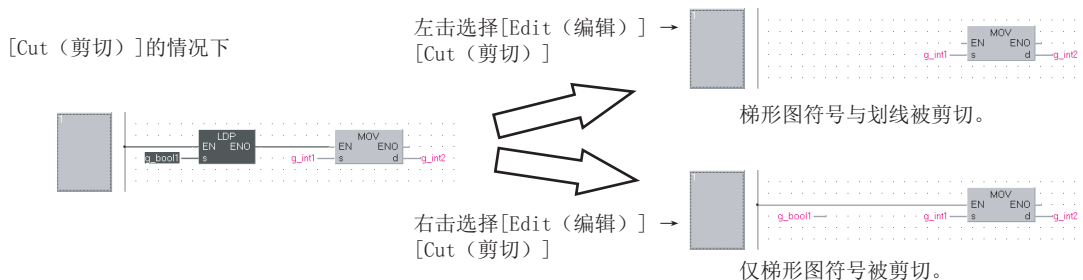 [Cut（剪切）]的情况下
1
LDP
EN ENO
g_bool1 s
MOV
EN ENO
g_int1 s d g_int2
左击选择[Edit（编辑）] →
[Cut（剪切）]
1
MOV
EN ENO
g_int1 s d g_int2
梯形图符号与划线被剪切。
右击选择[Edit（编辑）] →
[Cut（剪切）]
1
g_bool1
MOV
EN ENO
g_int1 s d g_int2
仅梯形图符号被剪切。